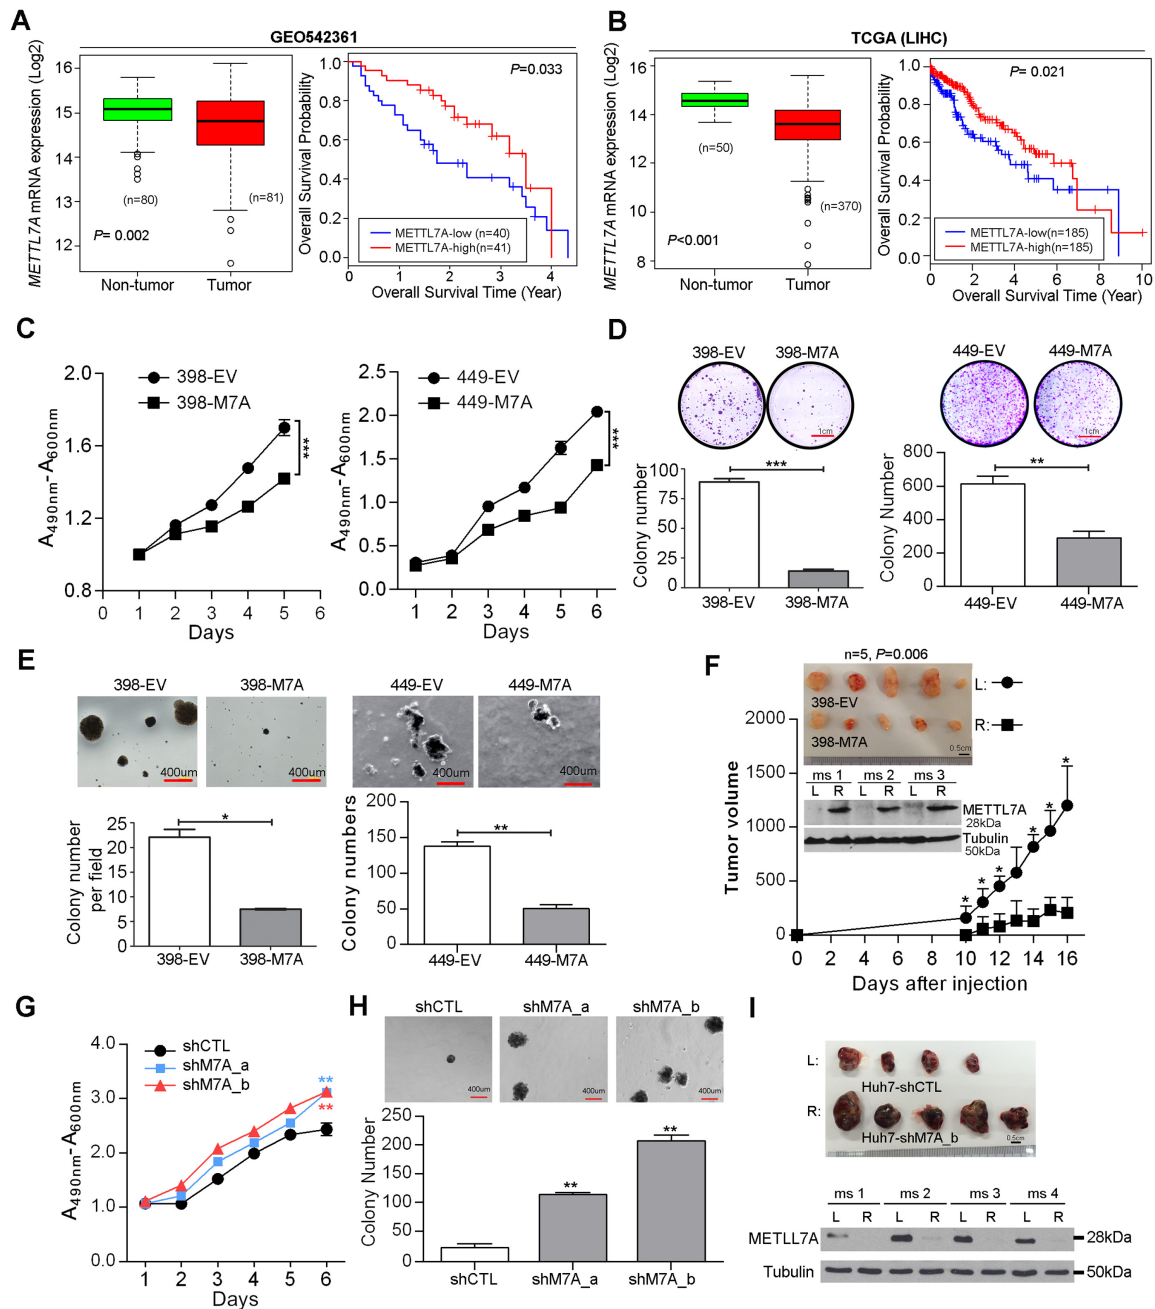 A
GEO542361
METTL7A mRNA expression (Log2)
16
15
14
13
12
(n=80)
(n=81)
P= 0.002
Non-tumor
Tumor
Overall Survival Probability
1.0
0.8
0.6
0.4
0.2
0.0
P=0.033
METTL7A-low (n=40)
METTL7A-high(n=41)
0
1
2
3
4
Overall Survival Time (Year)
B
TCGA (LIHC)
METTL7A mRNA expression (Log2)
16
14
12
10
8
(n=50)
(n=370)
P<0.001
Non-tumor
Tumor
Overall Survival Probability
1.0
0.8
0.6
0.4
0.2
0.0
P= 0.021
METTL7A-low(n=185)
METTL7A-high(n=185)
0
2
4
6
8
10
Overall Survival Time (Year)
C
A490nm-A600nm
2.0
1.6
1.2
0.8
398-EV
398-M7A
***
0 1 2 3 4 5 6
Days
A490nm-A600nm
2.5
2.0
1.5
1.0
0.5
0.0
449-EV
449-M7A
***
1 2 3 4 5 6
Days
D
398-EV
398-M7A
1cm
Colony number
100
75
50
25
0
***
398-EV
398-M7A
449-EV
449-M7A
1cm
Colony Number
800
600
400
200
0
**
449-EV
449-M7A
E
398-EV
398-M7A
400um
400um
Colony number
per field
25
20
15
10
5
0
*
398-EV
398-M7A
449-EV
449-M7A
400um
400um
Colony numbers
200
150
100
50
0
**
449-EV
449-M7A
F
n=5, P=0.006
398-EV
398-M7A
0.5cm
L:
R:
ms 1 ms 2 ms 3
L R L R L R
METTL7A
28kDa
Tubulin
50kDa
Tumor volume
2000
1500
1000
500
0
* * * * * *
0 2 4 6 8 10 12 14 16
Days after injection
G
A490nm-A600nm
4.0
3.0
2.0
1.0
0.0
shCTL
shM7A_a
shM7A_b
**
**
1 2 3 4 5 6
Days
H
shCTL
shM7A_a
shM7A_b
400um
400um
400um
Colony Number
250
200
150
100
50
0
**
**
shCTL
shM7A_a
shM7A_b
I
L:
Huh7-shCTL
R:
Huh7-shM7A_b
0.5cm
ms 1 ms 2 ms 3 ms 4
L R L R L R L R
METLL7A
28kDa
Tubulin
50kDa